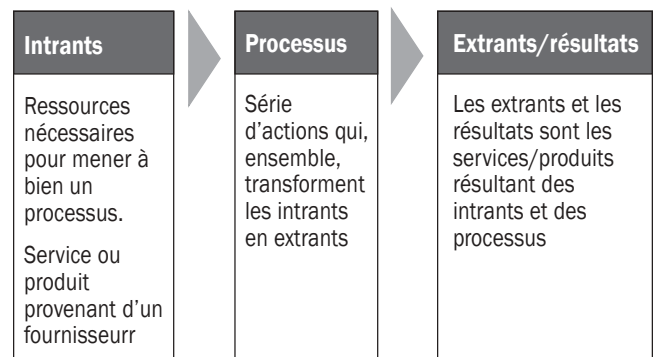 Intrants
Ressources
nécessaires
pour mener à
bien un
processus.
Service ou
produit
provenant d'un
fournisseurr
Processus
Série
d'actions qui,
ensemble,
transforment
les intrants
en extrants
Extrants/résultats
Les extrants et les
résultats sont les
services/produits
résultant des
intrants et des
processus